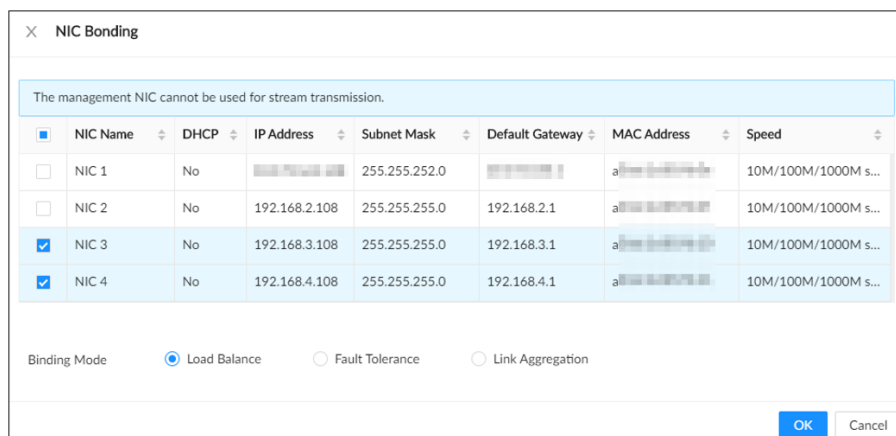 NIC Bonding
The management NIC cannot be used for stream transmission.
NIC Name DHCP IP Address Subnet Mask Default Gateway MAC Address Speed
NIC 1 No 255.255.252.0 10M/100M/1000M s...
NIC 2 No 192.168.2.108 255.255.255.0 192.168.2.1 10M/100M/1000M s...
NIC 3 No 192.168.3.108 255.255.255.0 192.168.3.1 10M/100M/1000M s...
NIC 4 No 192.168.4.108 255.255.255.0 192.168.4.1 10M/100M/1000M s...
Binding Mode Load Balance Fault Tolerance Link Aggregation
OK Cancel